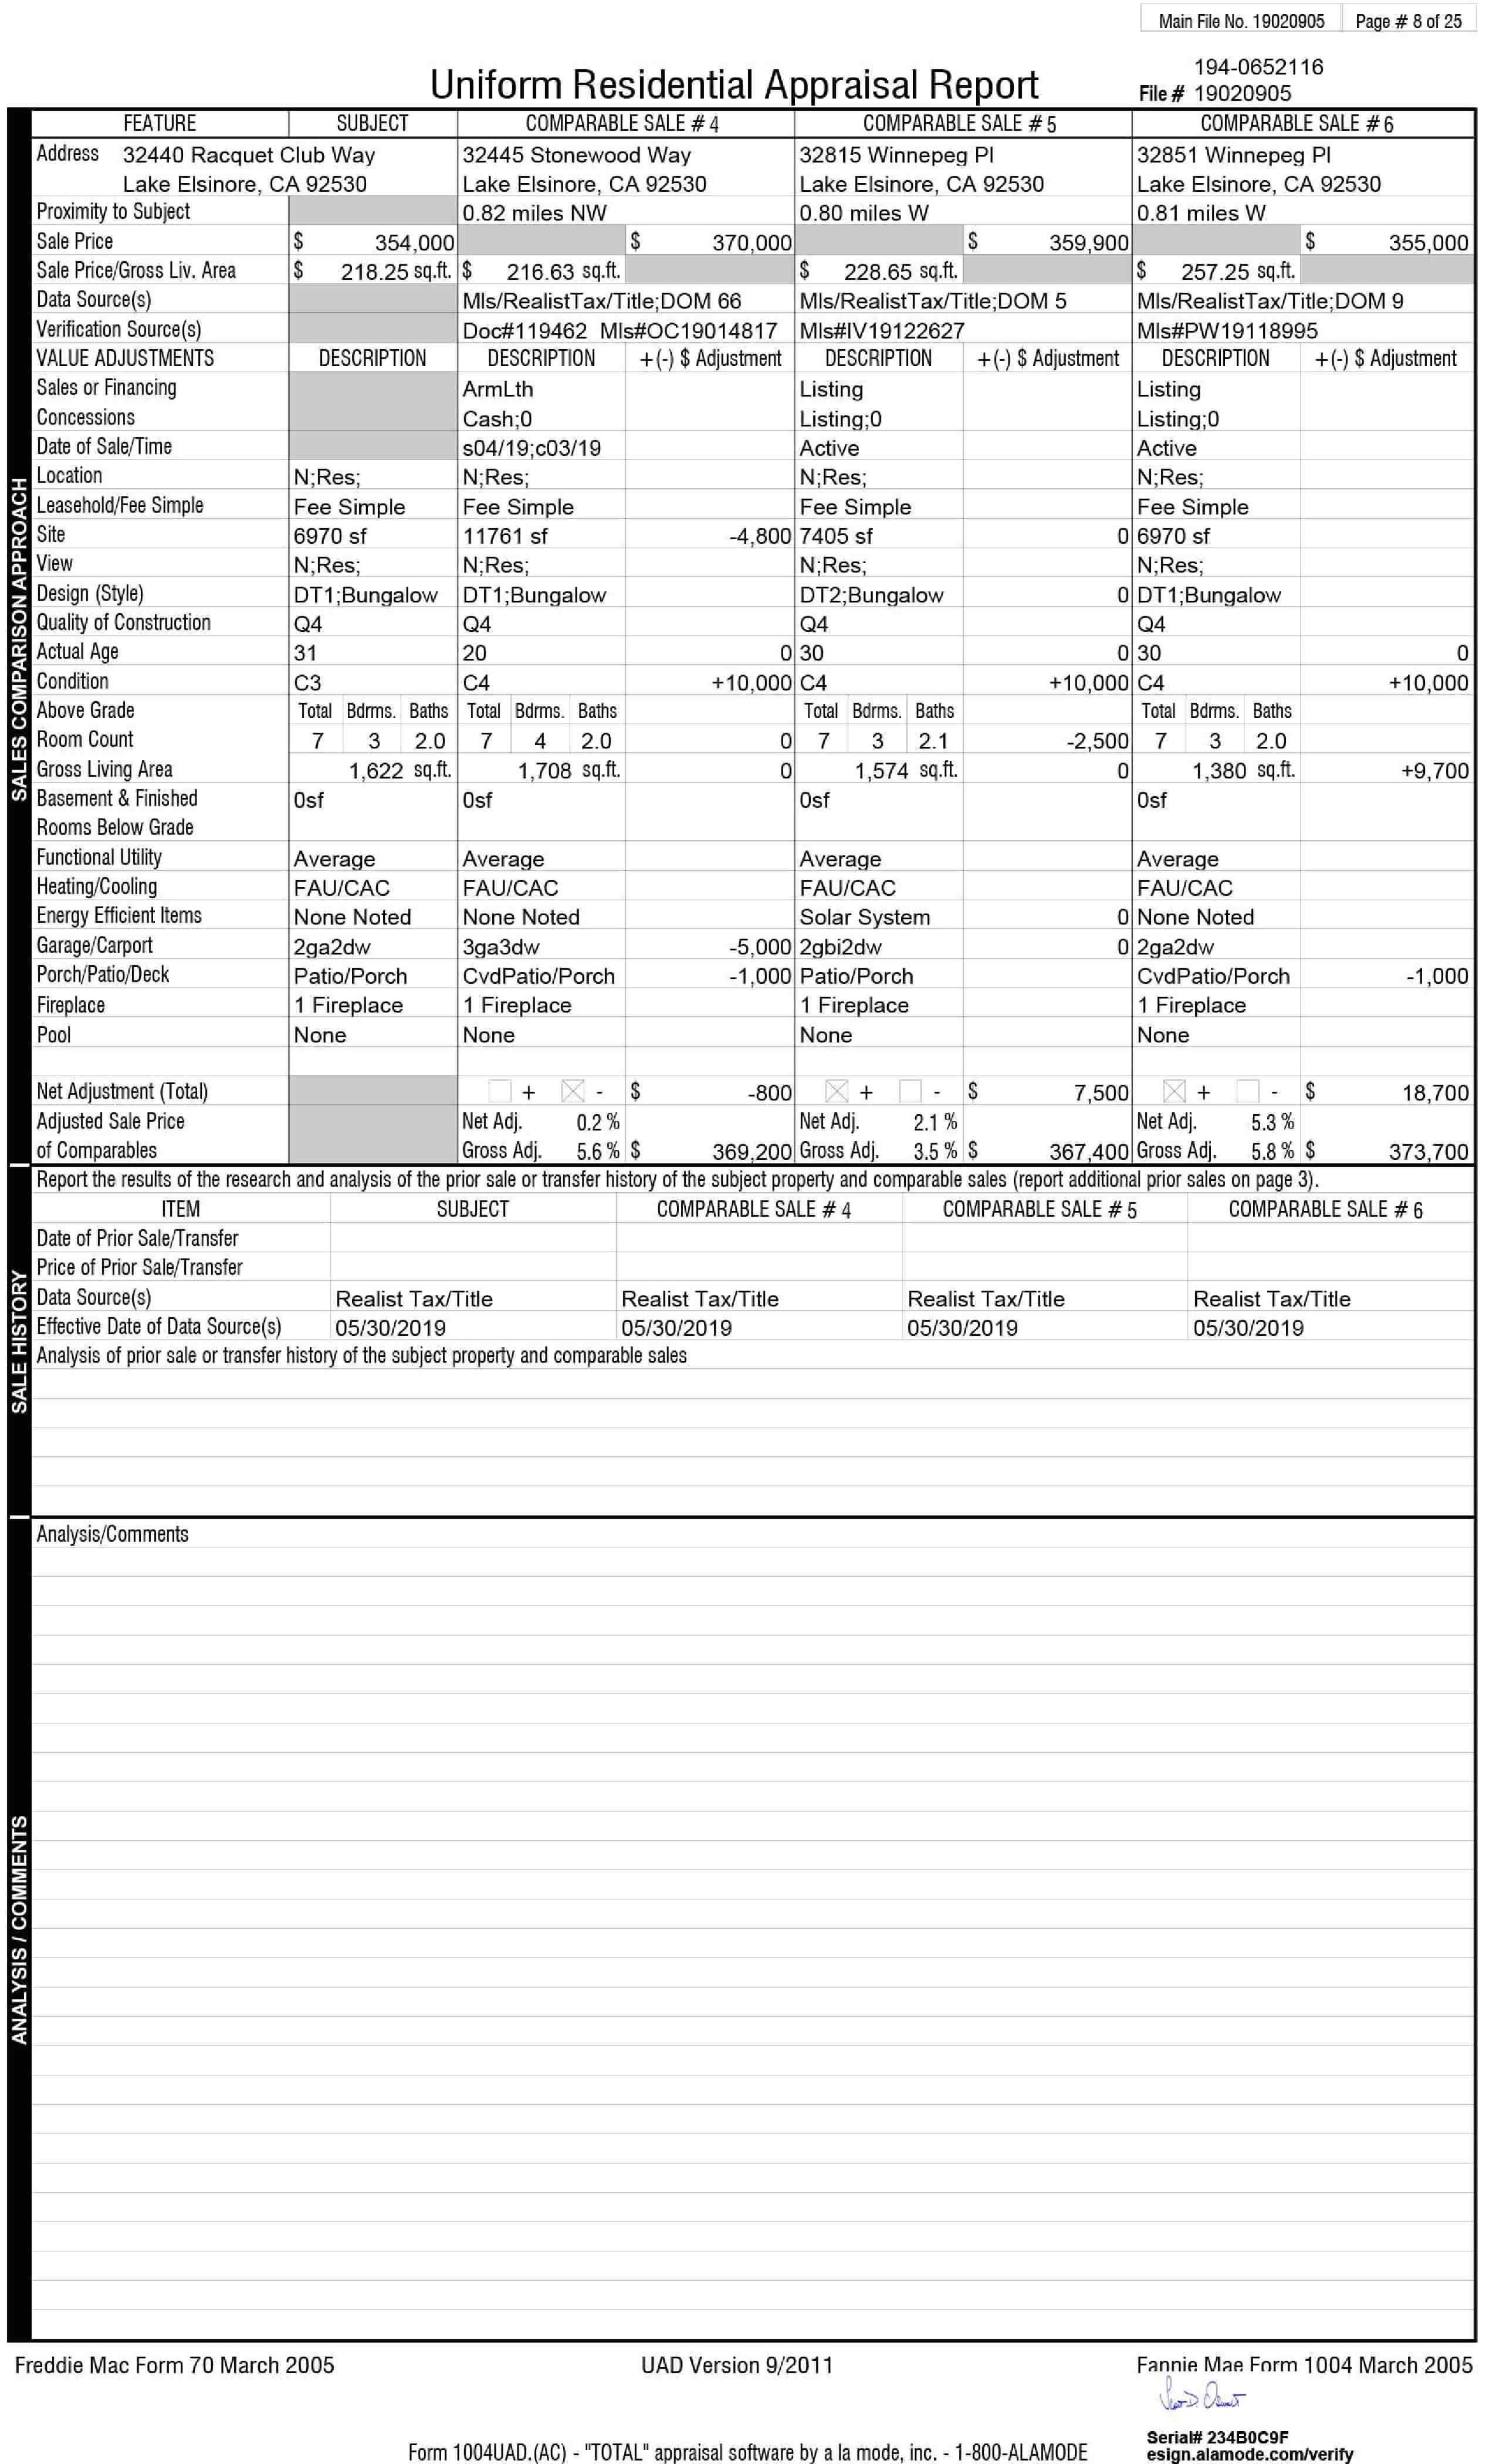 Main File No. 19020905 Page # 8 of 25
194-0652116
Uniform Residential Appraisal Report File # 19020905
FEATURE SUBJECT COMPARABLE SALE # 4 COMPARABLE SALE # 5 COMPARABLE SALE # 6
Address 32440 Racquet Club Way 32445 Stonewood Way 32815 Winnepeg Pl 32851 Winnepeg Pl
Lake Elsinore, CA 92530 Lake Elsinore, CA 92530 Lake Elsinore, CA 92530 Lake Elsinore, CA 92530
Proximity to Subject 0.82 miles NW 0.80 miles W 0.81 miles W
Sale Price $ 354,000 $ 370,000 $ 359,900 $ 355,000
Sale Price/Gross Liv. Area $ 218.25 sq.ft. $ 216.63 sq.ft. $ 228.65 sq.ft. $ 257.25 sq.ft.
Data Source(s) Mls/RealistTax/Title;DOM 66 Mls/RealistTax/Title;DOM 5 Mls/RealistTax/Title;DOM 9
Verification Source(s) Doc#119462 Mls#OC19014817 Mls#IV19122627 Mls#PW19118995
VALUE ADJUSTMENTS DESCRIPTION DESCRIPTION +(-) $ Adjustment DESCRIPTION +(-) $ Adjustment DESCRIPTION +(-) $ Adjustment
Sales or Financing ArmLth Listing Listing
Concessions Cash;0 Listing;0 Listing;0
Date of Sale/Time s04/19;c03/19 Active Active
Location N;Res; N;Res; N;Res; N;Res;
Leasehold/Fee Simple Fee Simple Fee Simple Fee Simple Fee Simple
Site 6970 sf 11761 sf -4,800 7405 sf 0 6970 sf
View N;Res; N;Res; N;Res; N;Res;
Design (Style) DT1;Bungalow DT1;Bungalow DT2;Bungalow 0 DT1;Bungalow
Quality of Construction Q4 Q4 Q4 Q4
Actual Age 31 20 0 30 0 30 0
Condition C3 C4 +10,000 C4 +10,000 C4 +10,000
Above Grade Total Bdrms. Baths Total Bdrms. Baths Total Bdrms. Baths Total Bdrms. Baths
Room Count 7 3 2.0 7 4 2.0 0 7 3 2.1 -2,500 7 3 2.0
Gross Living Area 1,622 sq.ft. 1,708 sq.ft. 0 1,574 sq.ft. 0 1,380 sq.ft. +9,700
Basement & Finished 0sf 0sf 0sf 0sf
Rooms Below Grade
Functional Utility Average Average Average Average
Heating/Cooling FAU/CAC FAU/CAC FAU/CAC FAU/CAC
Energy Efficient Items None Noted None Noted Solar System 0 None Noted
Garage/Carport 2ga2dw 3ga3dw -5,000 2gbi2dw 0 2ga2dw
Porch/Patio/Deck Patio/Porch CvdPatio/Porch -1,000 Patio/Porch CvdPatio/Porch -1,000
Fireplace 1 Fireplace 1 Fireplace 1 Fireplace 1 Fireplace
Pool None None None None
Net Adjustment (Total) + - $ -800 + - $ 7,500 + - $ 18,700
Adjusted Sale Price Net Adj. 0.2 % Net Adj. 2.1 % Net Adj. 5.3 %
of Comparables Gross Adj. 5.6 % $ 369,200 Gross Adj. 3.5 % $ 367,400 Gross Adj. 5.8 % $ 373,700
SALES COMPARISON APPROACH
Report the results of the research and analysis of the prior sale or transfer history of the subject property and comparable sales (report additional prior sales on page 3).
ITEM SUBJECT COMPARABLE SALE # 4 COMPARABLE SALE # 5 COMPARABLE SALE # 6
Date of Prior Sale/Transfer
Price of Prior Sale/Transfer
Data Source(s) Realist Tax/Title Realist Tax/Title Realist Tax/Title Realist Tax/Title
Effective Date of Data Source(s) 05/30/2019 05/30/2019 05/30/2019 05/30/2019
Analysis of prior sale or transfer history of the subject property and comparable sales
SALE HISTORY
Analysis/Comments
ANALYSIS / COMMENTS
Freddie Mac Form 70 March 2005 UAD Version 9/2011 Fannie Mae Form 1004 March 2005
Form 1004UAD.(AC) - "TOTAL" appraisal software by a la mode, inc. - 1-800-ALAMODE
Serial# 234B0C9F
esign.alamode.com/verify